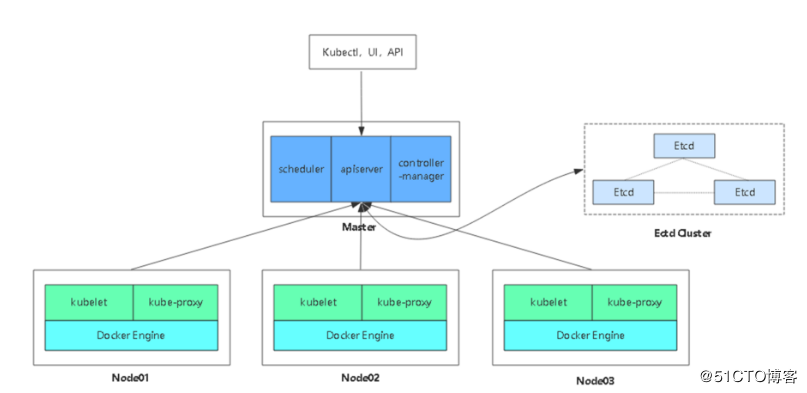 Kubectl, UI, API
scheduler
apiserver
controller
-manager
Master
Etcd
Etcd
Etcd
Ectd Cluster
kubelet
kube-proxy
Docker Engine
Node01
kubelet
kube-proxy
Docker Engine
Node02
kubelet
kube-proxy
Docker Engine
Node03
@51CTO博客